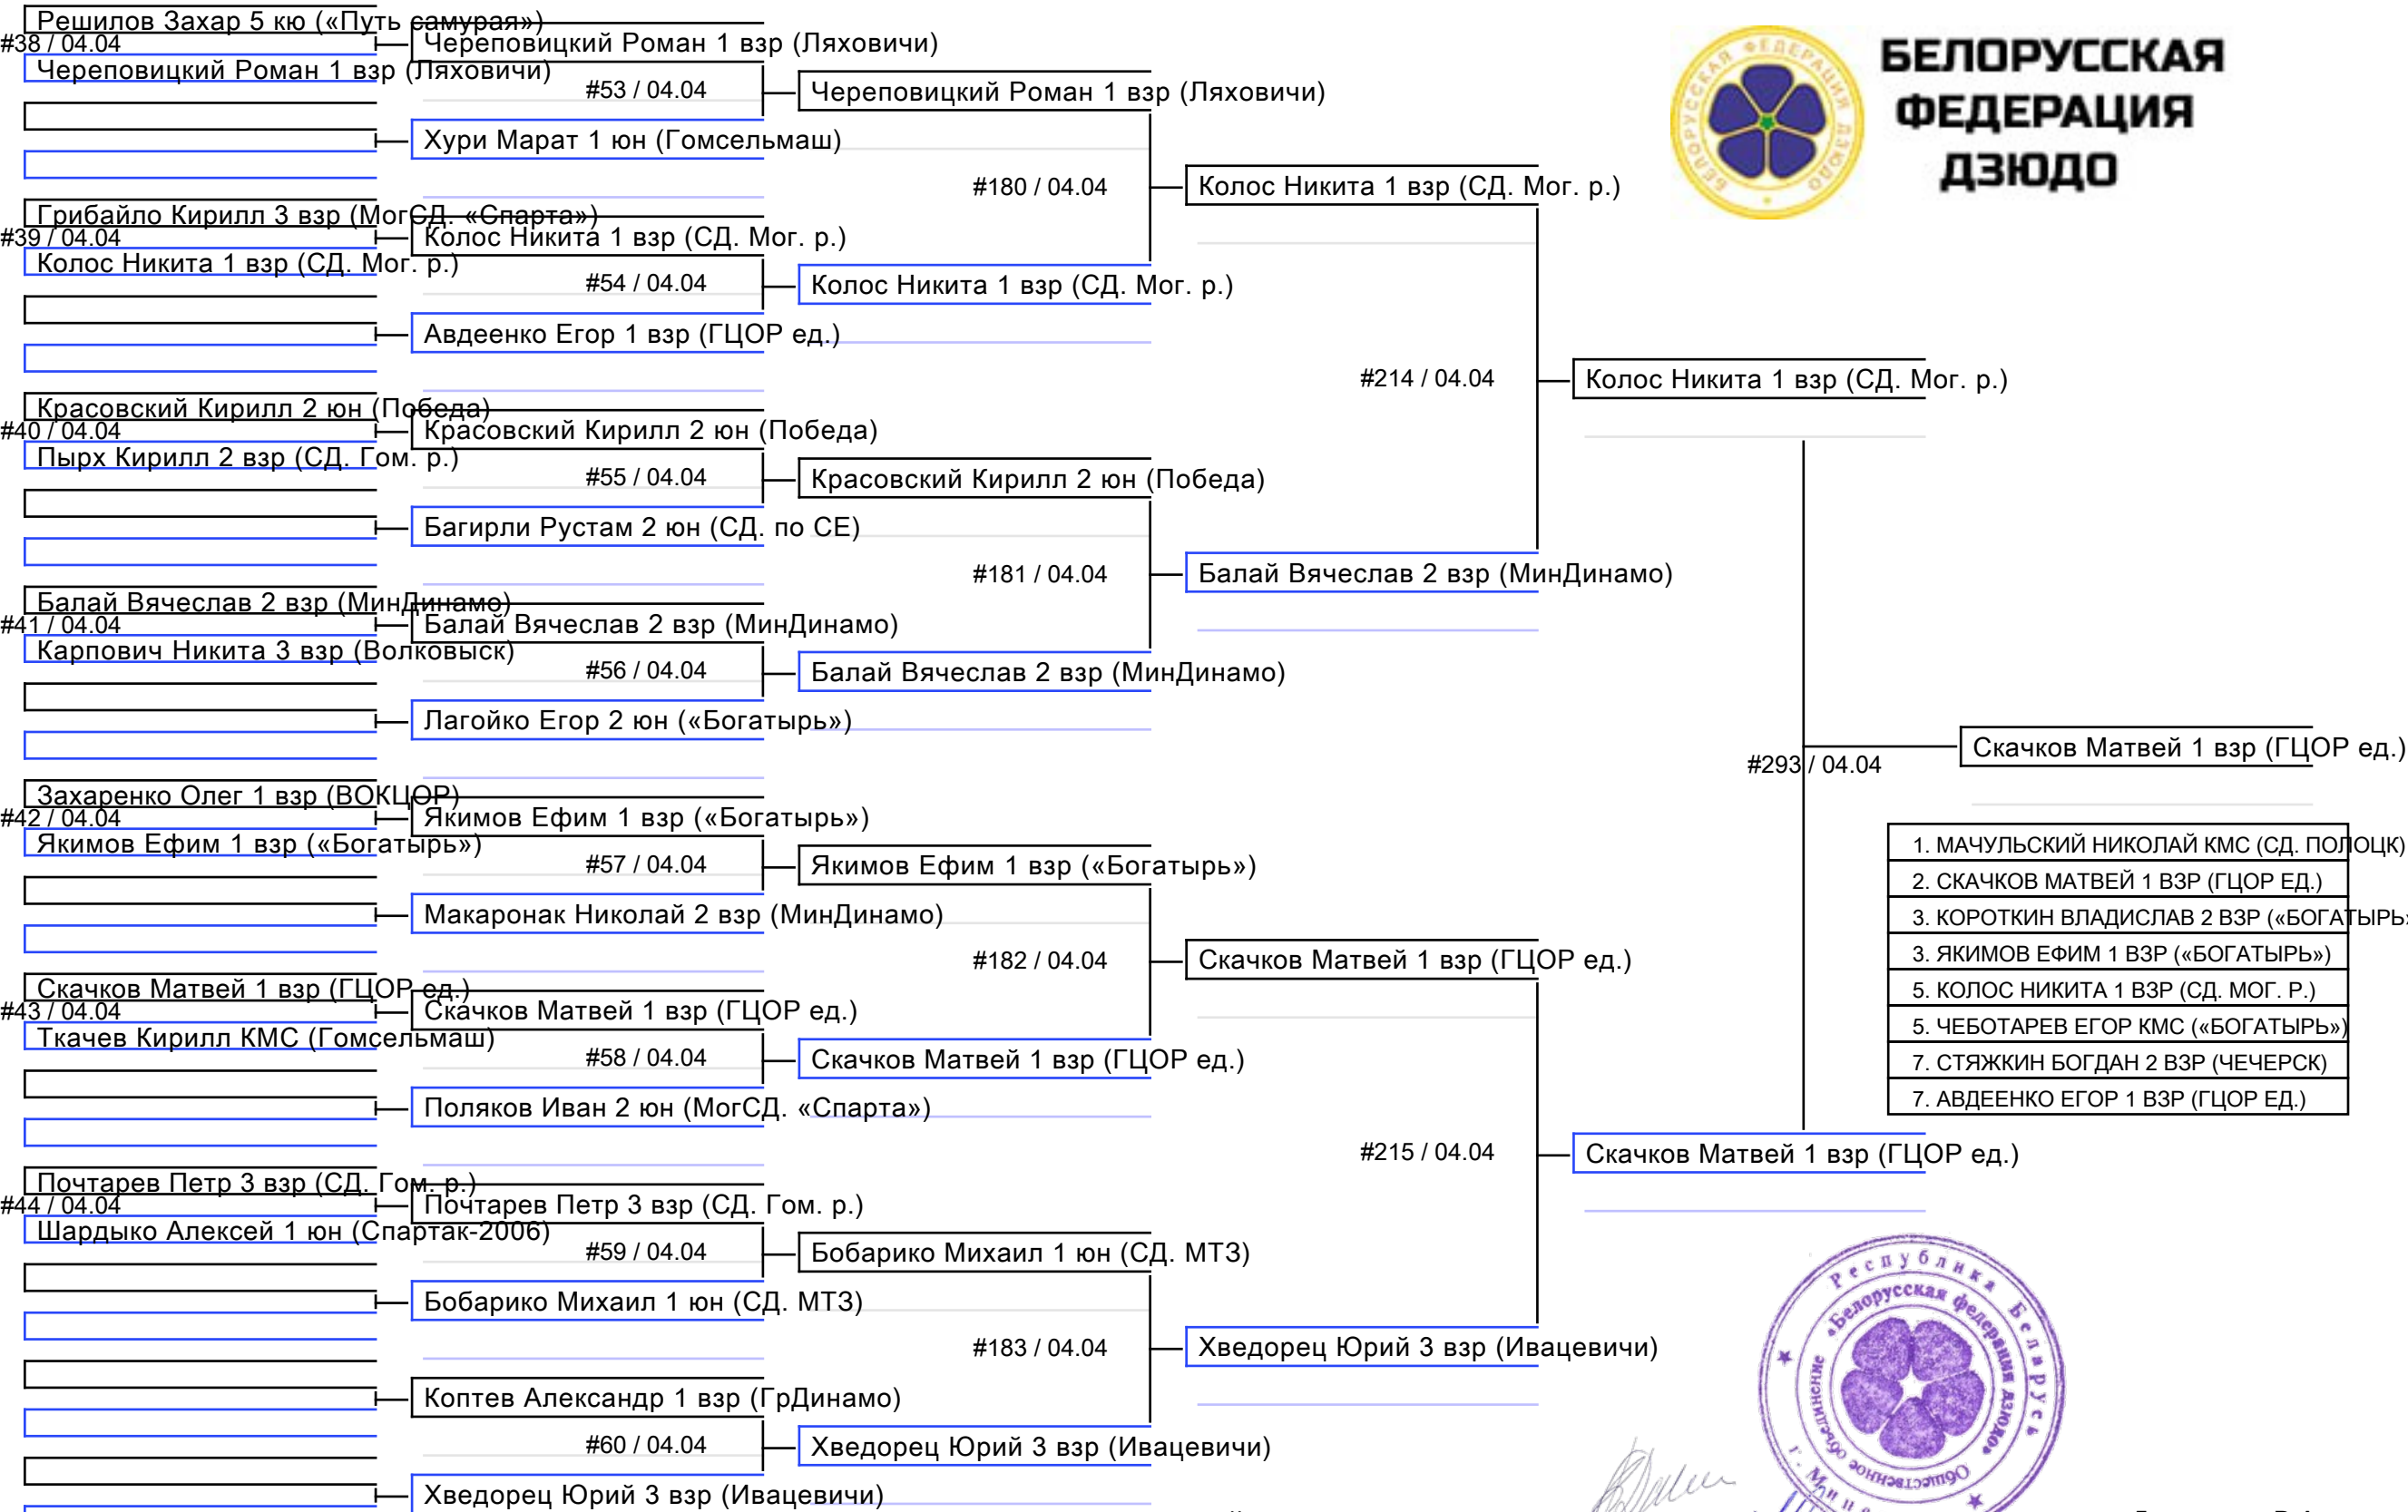 БЕЛОРУССКАЯ
ФЕДЕРАЦИЯ
ДЗЮДО
БЕЛОРУССКАЯ ФЕДЕРАЦИЯ ДЗЮДО
Решилов Захар 5 кю («Путь самурая»)
#38 / 04.04
Череповицкий Роман 1 взр (Ляховичи)
Грибайло Кирилл 3 взр (МогСД. «Спарта»)
#39 / 04.04
Колос Никита 1 взр (СД. Мог. р.)
Красовский Кирилл 2 юн (Победа)
#40 / 04.04
Пырх Кирилл 2 взр (СД. Гом. р.)
Балай Вячеслав 2 взр (МинДинамо)
#41 / 04.04
Карпович Никита 3 взр (Волковыск)
Захаренко Олег 1 взр (ВОКЦОР)
#42 / 04.04
Якимов Ефим 1 взр («Богатырь»)
Скачков Матвей 1 взр (ГЦОР ед.)
#43 / 04.04
Ткачев Кирилл КМС (Гомсельмаш)
Почтарев Петр 3 взр (СД. Гом. р.)
#44 / 04.04
Шардыко Алексей 1 юн (Спартак-2006)
Череповицкий Роман 1 взр (Ляховичи)
#53 / 04.04
Хури Марат 1 юн (Гомсельмаш)
Колос Никита 1 взр (СД. Мог. р.)
#54 / 04.04
Авдеенко Егор 1 взр (ГЦОР ед.)
Красовский Кирилл 2 юн (Победа)
#55 / 04.04
Багирли Рустам 2 юн (СД. по СЕ)
Балай Вячеслав 2 взр (МинДинамо)
#56 / 04.04
Лагойко Егор 2 юн («Богатырь»)
Якимов Ефим 1 взр («Богатырь»)
#57 / 04.04
Макаронак Николай 2 взр (МинДинамо)
Скачков Матвей 1 взр (ГЦОР ед.)
#58 / 04.04
Поляков Иван 2 юн (МогСД. «Спарта»)
Почтарев Петр 3 взр (СД. Гом. р.)
#59 / 04.04
Бобарико Михаил 1 юн (СД. МТЗ)
Коптев Александр 1 взр (ГрДинамо)
#60 / 04.04
Хведорец Юрий 3 взр (Ивацевичи)
Череповицкий Роман 1 взр (Ляховичи)
#180 / 04.04
Колос Никита 1 взр (СД. Мог. р.)
Красовский Кирилл 2 юн (Победа)
#181 / 04.04
Балай Вячеслав 2 взр (МинДинамо)
Якимов Ефим 1 взр («Богатырь»)
#182 / 04.04
Скачков Матвей 1 взр (ГЦОР ед.)
Бобарико Михаил 1 юн (СД. МТЗ)
#183 / 04.04
Хведорец Юрий 3 взр (Ивацевичи)
Колос Никита 1 взр (СД. Мог. р.)
#214 / 04.04
Балай Вячеслав 2 взр (МинДинамо)
Скачков Матвей 1 взр (ГЦОР ед.)
#215 / 04.04
Хведорец Юрий 3 взр (Ивацевичи)
Колос Никита 1 взр (СД. Мог. р.)
#293 / 04.04
Скачков Матвей 1 взр (ГЦОР ед.)
Скачков Матвей 1 взр (ГЦОР ед.)
1. МАЧУЛЬСКИЙ НИКОЛАЙ КМС (СД. ПОЛОЦК)
2. СКАЧКОВ МАТВЕЙ 1 ВЗР (ГЦОР ЕД.)
3. КОРОТКИН ВЛАДИСЛАВ 2 ВЗР («БОГАТЫРЬ»
3. ЯКИМОВ ЕФИМ 1 ВЗР («БОГАТЫРЬ»)
5. КОЛОС НИКИТА 1 ВЗР (СД. МОГ. Р.)
5. ЧЕБОТАРЕВ ЕГОР КМС («БОГАТЫРЬ»)
7. СТЯЖКИН БОГДАН 2 ВЗР (ЧЕЧЕРСК)
7. АВДЕЕНКО ЕГОР 1 ВЗР (ГЦОР ЕД.)
Республика Беларусь
Общественное объединение «Белорусская федерация дзюдо»